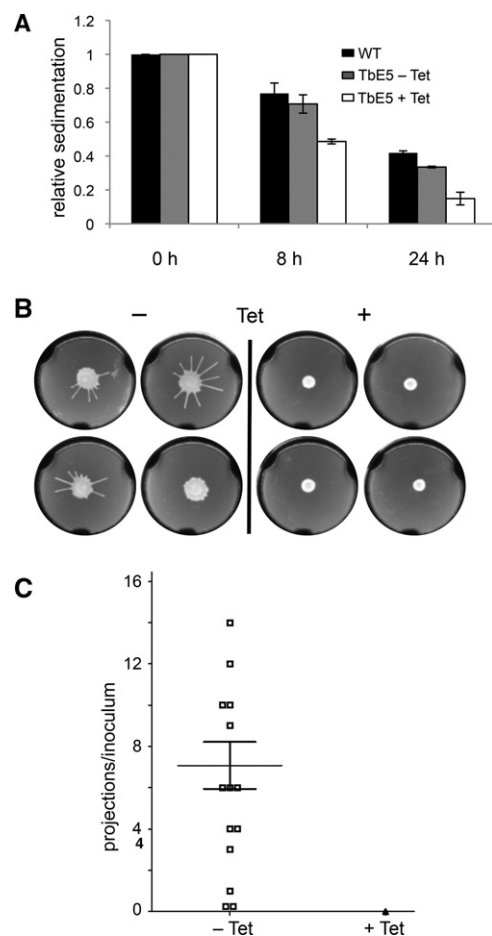 A
relative sedimentation
1.2
1
0.8
0.6
0.4
0.2
0
WT
TbE5 – Tet
TbE5 + Tet
0 h
8 h
24 h
B
– Tet +
C
projections/inoculum
16
12
8
4
4
0
– Tet
+ Tet